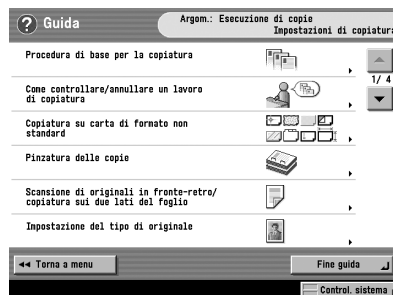 ? Guida
Argom.: Esecuzione di copie
Impostazioni di copiatura
Procedura di base per la copiatura
1/ 4
Come controllare/annullare un lavoro
di copiatura
Copiatura su carta di formato non
standard
Pinzatura delle copie
Scansione di originali in fronte-retro/
copiatura sui due lati del foglio
Impostazione del tipo di originale
Torna a menu
Fine guida
Control. sistema